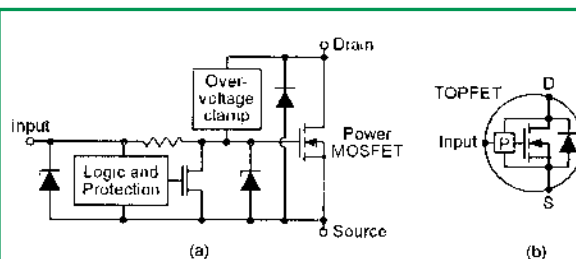 Drain
Over-
voltage
clamp
Input
Power
MOSFET
Logic and
Protection
Source
(a)
TOPFET
D
Input
P
S
(b)